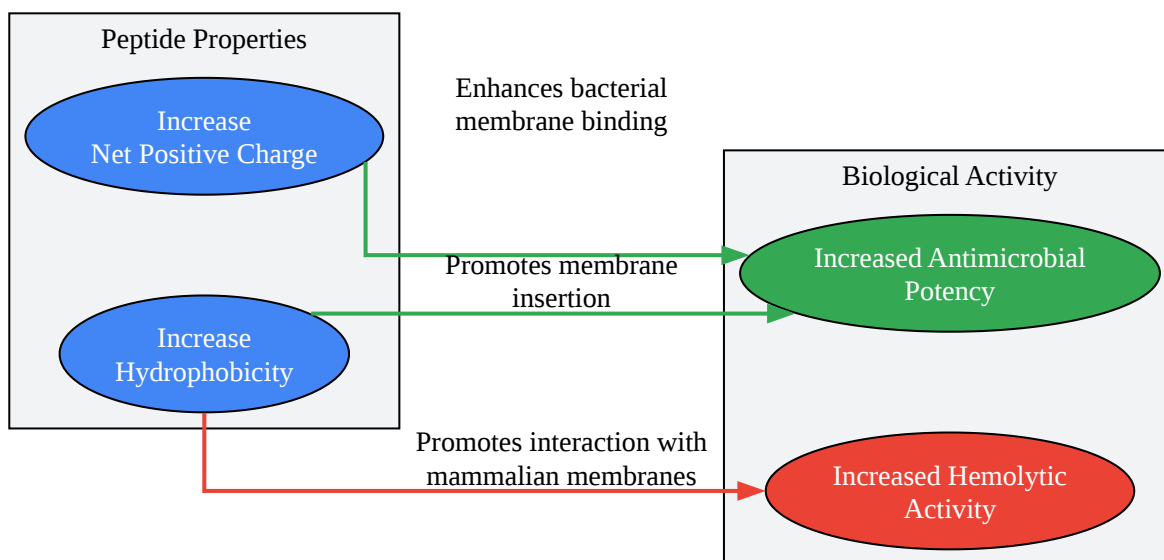 Peptide Properties
Increase
Net Positive Charge
Increase
Hydrophobicity
Enhances bacterial
membrane binding
Promotes membrane
insertion
Promotes interaction with
mammalian membranes
Biological Activity
Increased Antimicrobial
Potency
Increased Hemolytic
Activity